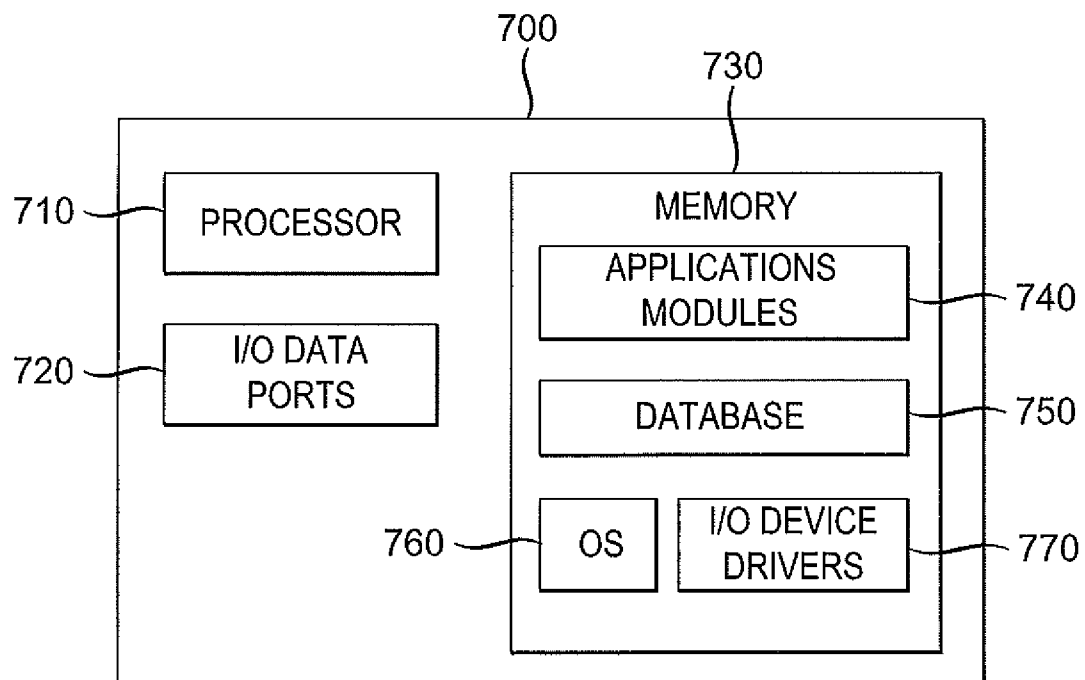 700
730
710
PROCESSOR
MEMORY
APPLICATIONS
MODULES
740
720
I/O DATA
PORTS
DATABASE
750
760
OS
I/O DEVICE
DRIVERS
770